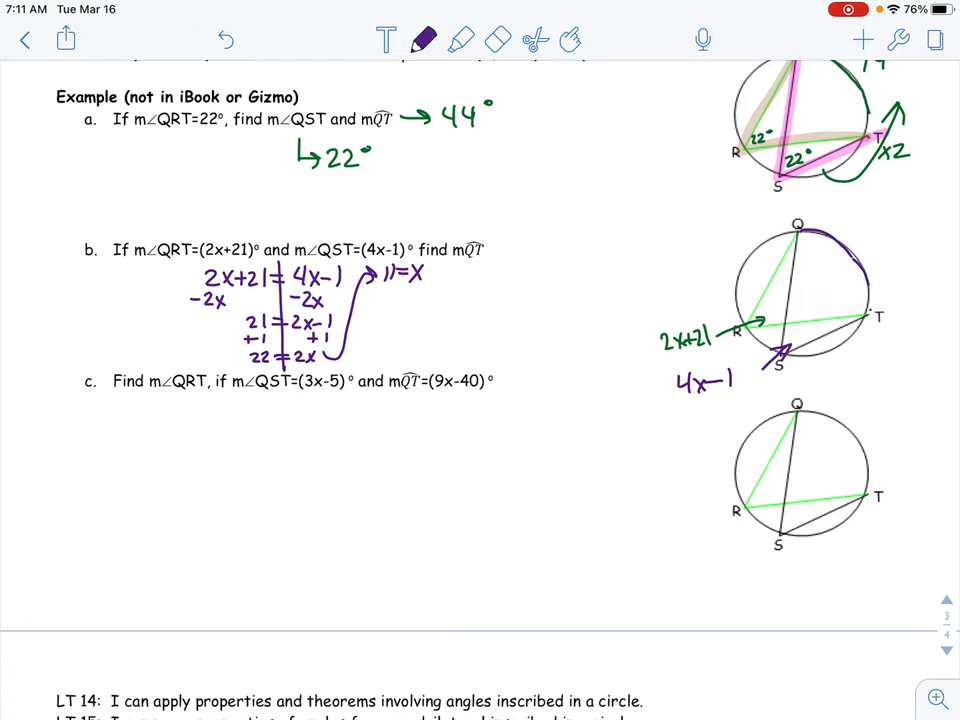 7:11 AM Tue Mar 16
76%
T
Example (not in iBook or Gizmo)
a. If m∠QRT=22°, find m∠QST and mQT → 44°
↳ 22°
22°
22°
R
T
x2
S
b. If m∠QRT=(2x+21)° and m∠QST=(4x-1)° find mQT
2x+21 = 4x-1
11=x
-2x -2x
21 = 2x-1
+1 +1
22 = 2x
Q
R
T
S
2x+21
4x-1
c. Find m∠QRT, if m∠QST=(3x-5)° and mQT=(9x-40)°
Q
R
T
S
3
4
LT 14: I can apply properties and theorems involving angles inscribed in a circle.